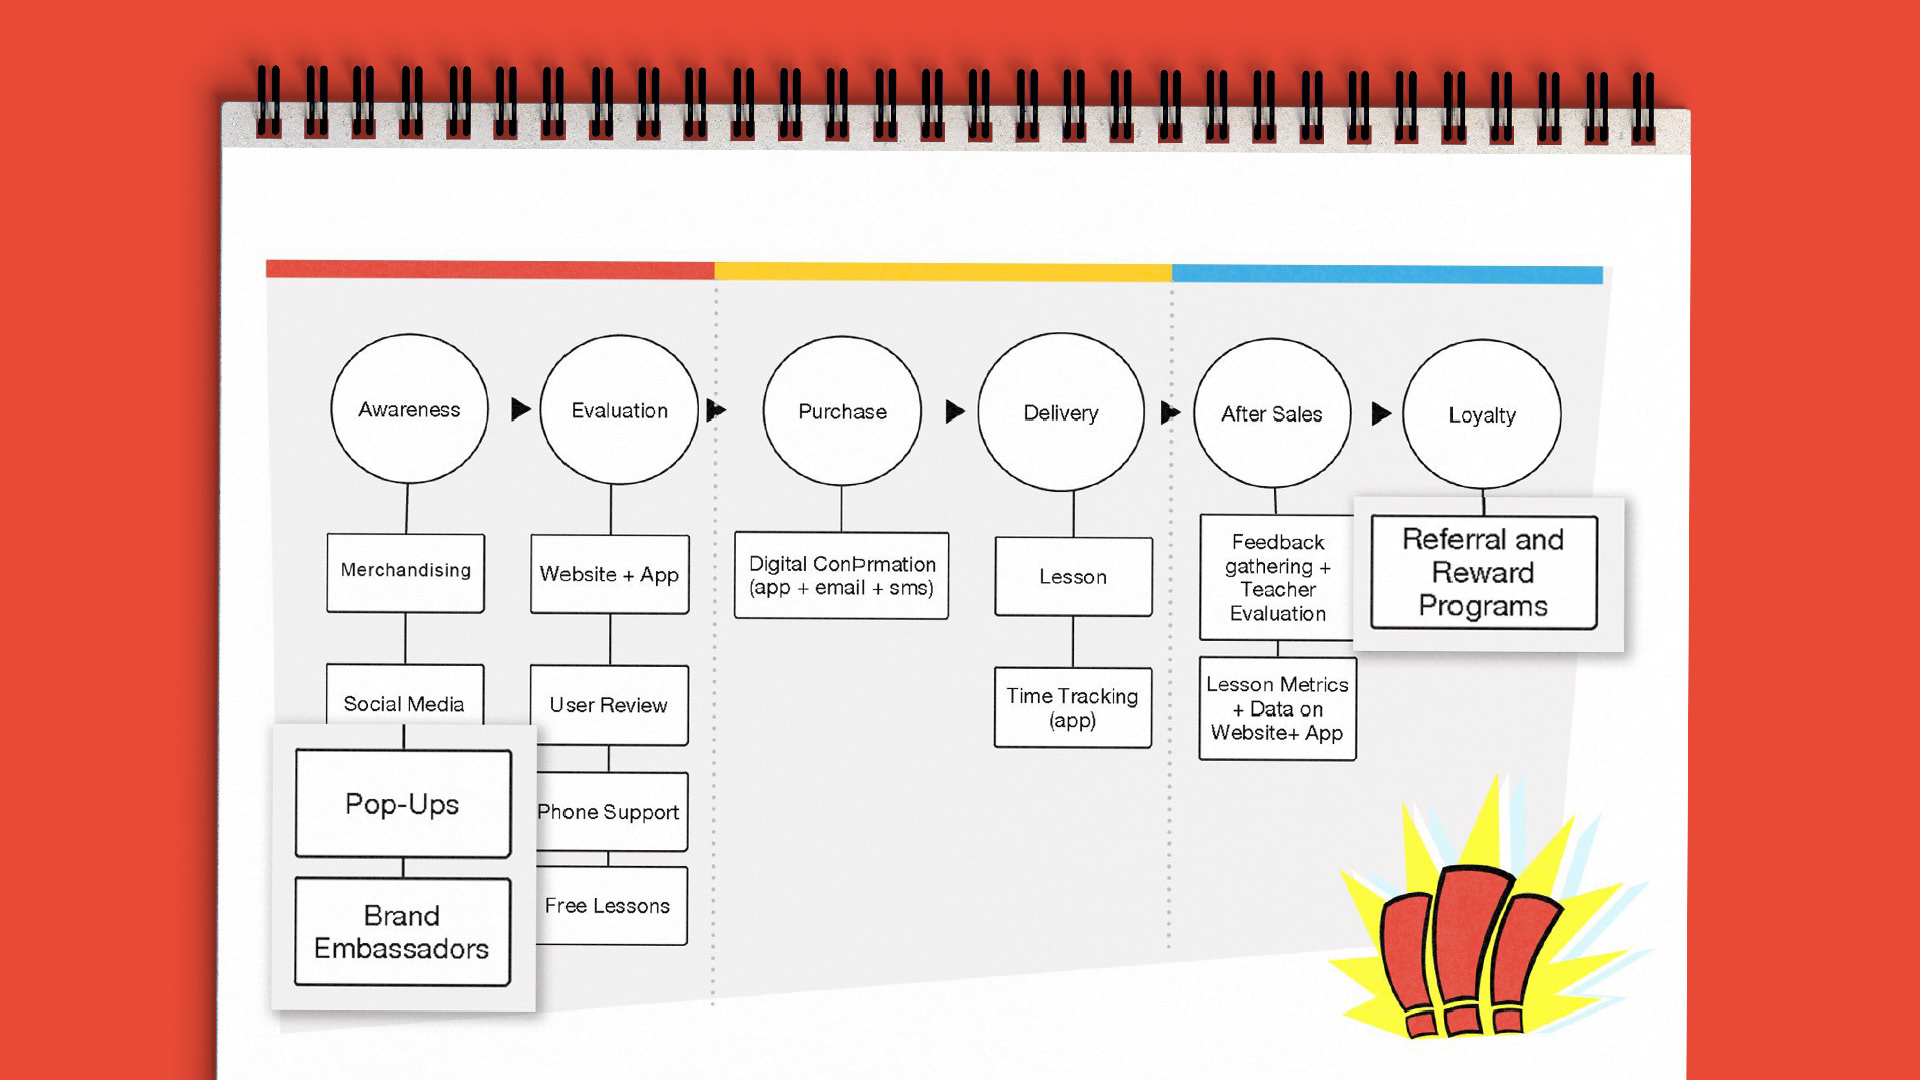 Awareness
Evaluation
Purchase
Delivery
After Sales
Loyalty
Merchandising
Social Media
Pop-Ups
Brand
Embassadors
Website + App
User Review
Phone Support
Free Lessons
Digital ConÞrmation
(app + email + sms)
Lesson
Time Tracking
(app)
Feedback
gathering +
Teacher
Evaluation
Lesson Metrics
+ Data on
Website+ App
Referral and
Reward
Programs